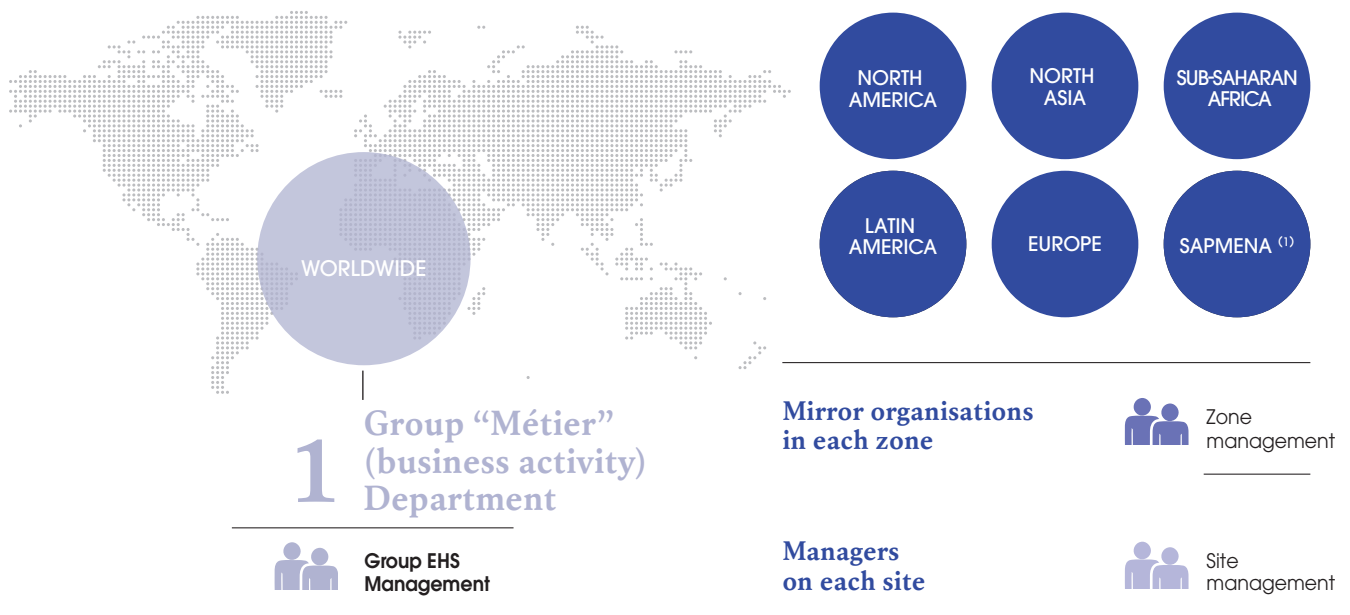 WORLDWIDE
1
Group “Métier”
(business activity)
Department
Group EHS
Management
NORTH
AMERICA
NORTH
ASIA
SUB-SAHARAN
AFRICA
LATIN
AMERICA
EUROPE
SAPMENA (1)
Mirror organisations
in each zone
Zone
management
Managers
on each site
Site
management